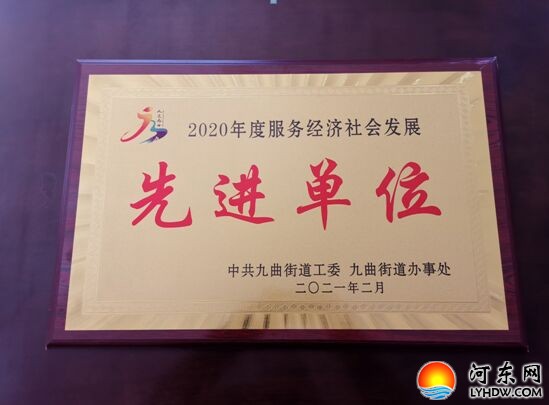 2020年度服务经济社会发展
先进单位
中共九曲街道工委 九曲街道办事处
二〇二一年二月
河东网
LYHDW.COM